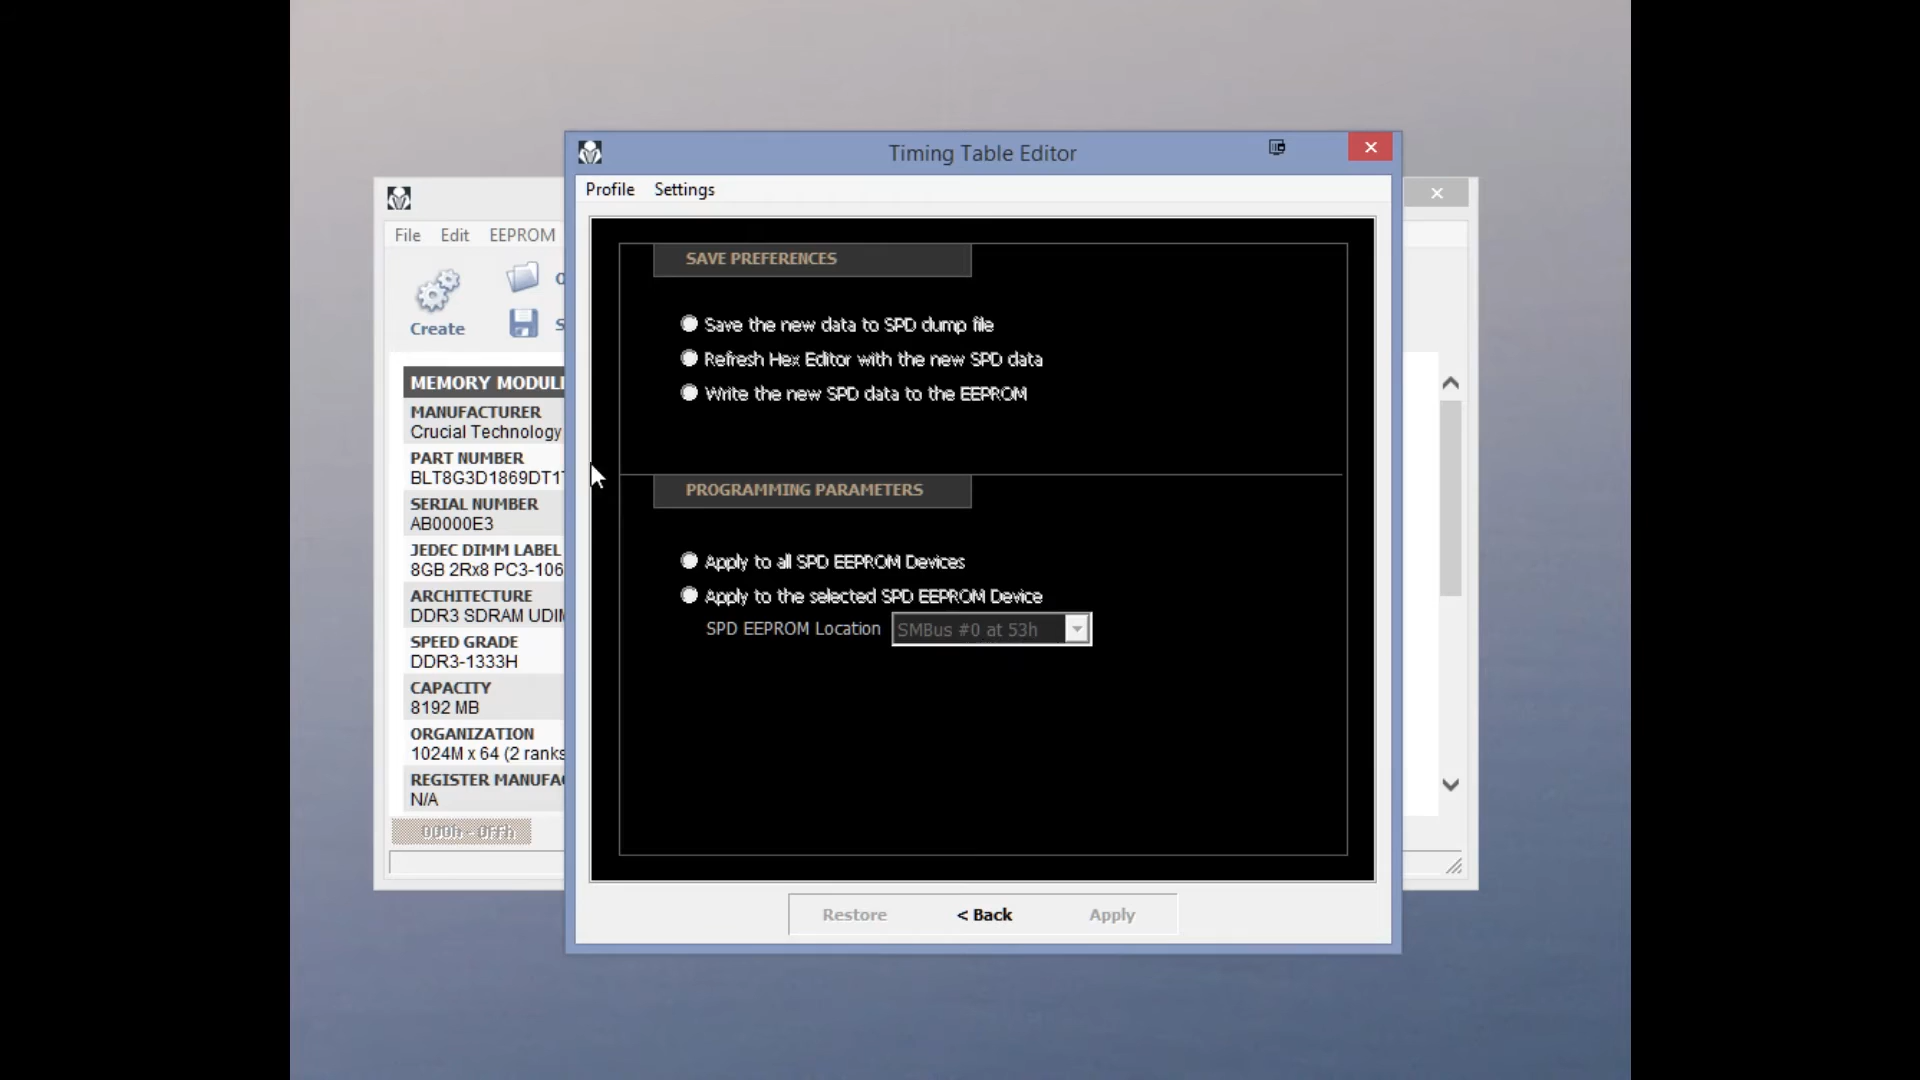 Timing Table Editor
Profile Settings
File Edit EEPROM
Create
SAVE PREFERENCES
Save the new data to SPD dump file
Refresh Hex Editor with the new SPD data
Write the new SPD data to the EEPROM
PROGRAMMING PARAMETERS
Apply to all SPD EEPROM Devices
Apply to the selected SPD EEPROM Device
SPD EEPROM Location SMBus #0 at 53h
Restore < Back Apply
MEMORY MODULE
MANUFACTURER
Crucial Technology
PART NUMBER
BLT8G3D1869DT1
SERIAL NUMBER
AB0000E3
JEDEC DIMM LABEL
8GB 2Rx8 PC3-106
ARCHITECTURE
DDR3 SDRAM UDIM
SPEED GRADE
DDR3-1333H
CAPACITY
8192 MB
ORGANIZATION
1024M x 64 (2 ranks
REGISTER MANUFA
N/A
000h - 0FFh